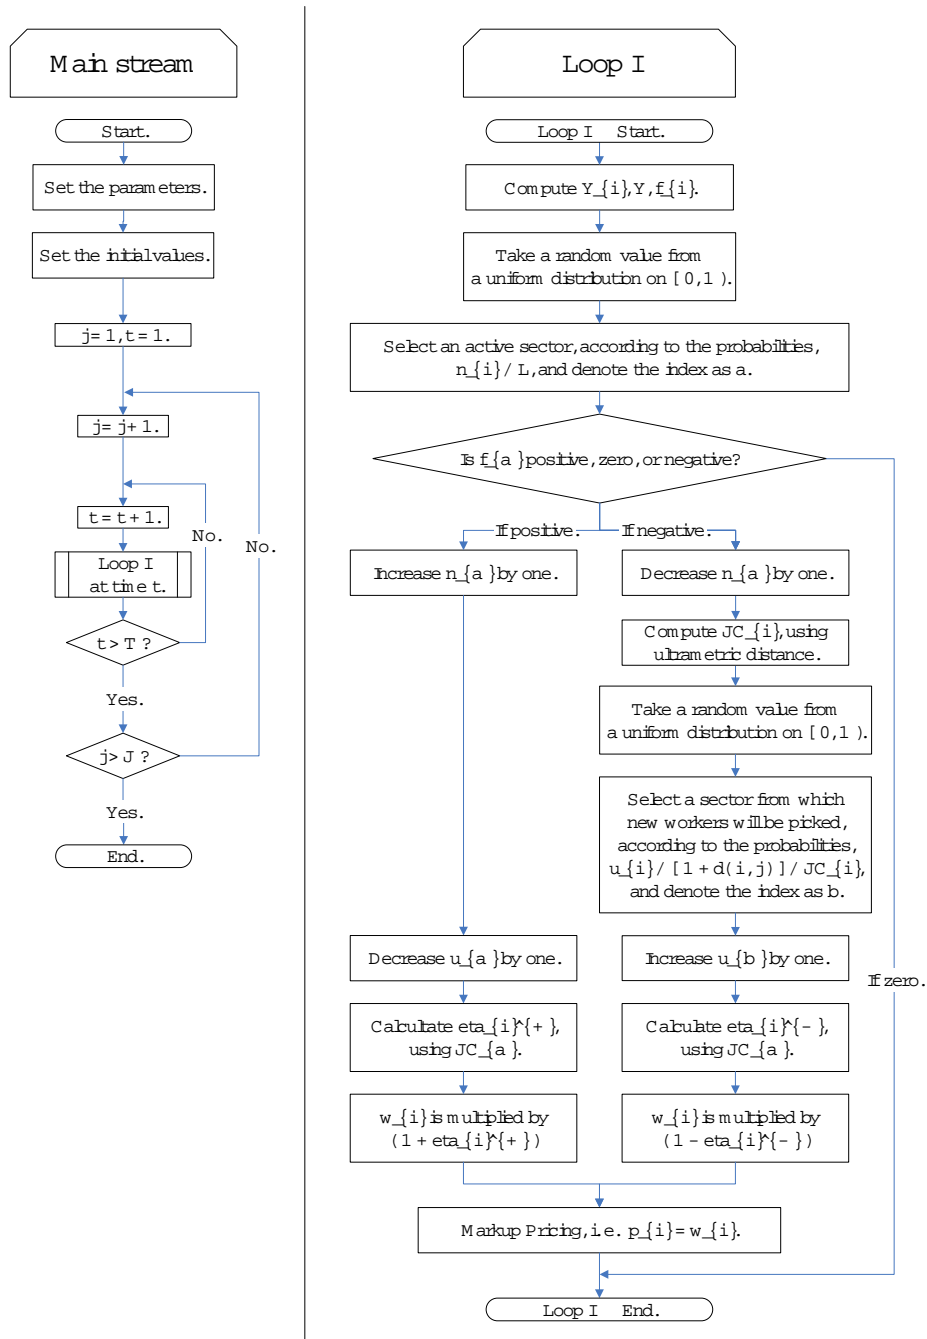 Main stream
Start.
Set the parameters.
Set the initial values.
j=1, t=1.
j=j+1.
t=t+1.
No.
No.
Loop I
at time t.
t>T?
Yes.
j>J?
Yes.
End.
Loop I
Loop I Start.
Compute Y_{i}, Y, f_{i}.
Take a random value from
a uniform distribution on [0,1).
Select an active sector, according to the probabilities,
n_{i}/L, and denote the index as a.
Is f_{a} positive, zero, or negative?
If positive.
If negative.
Increase n_{a} by one.
Decrease n_{a} by one.
Compute JC_{i}, using
ultrametric distance.
Take a random value from
a uniform distribution on [0,1).
Select a sector from which
new workers will be picked,
according to the probabilities,
u_{i}/[1+d(i,j)]/JC_{i},
and denote the index as b.
Decrease u_{a} by one.
Increase u_{b} by one.
If zero.
Calcultate eta_{i}^{+},
using JC_{a}.
Calculate eta_{i}^{-},
using JC_{a}.
w_{i} is multiplied by
(1+eta_{i}^{+})
w_{i} is multiplied by
(1-eta_{i}^{-})
Markup Pricing, i.e. p_{i}=w_{i}.
Loop I End.